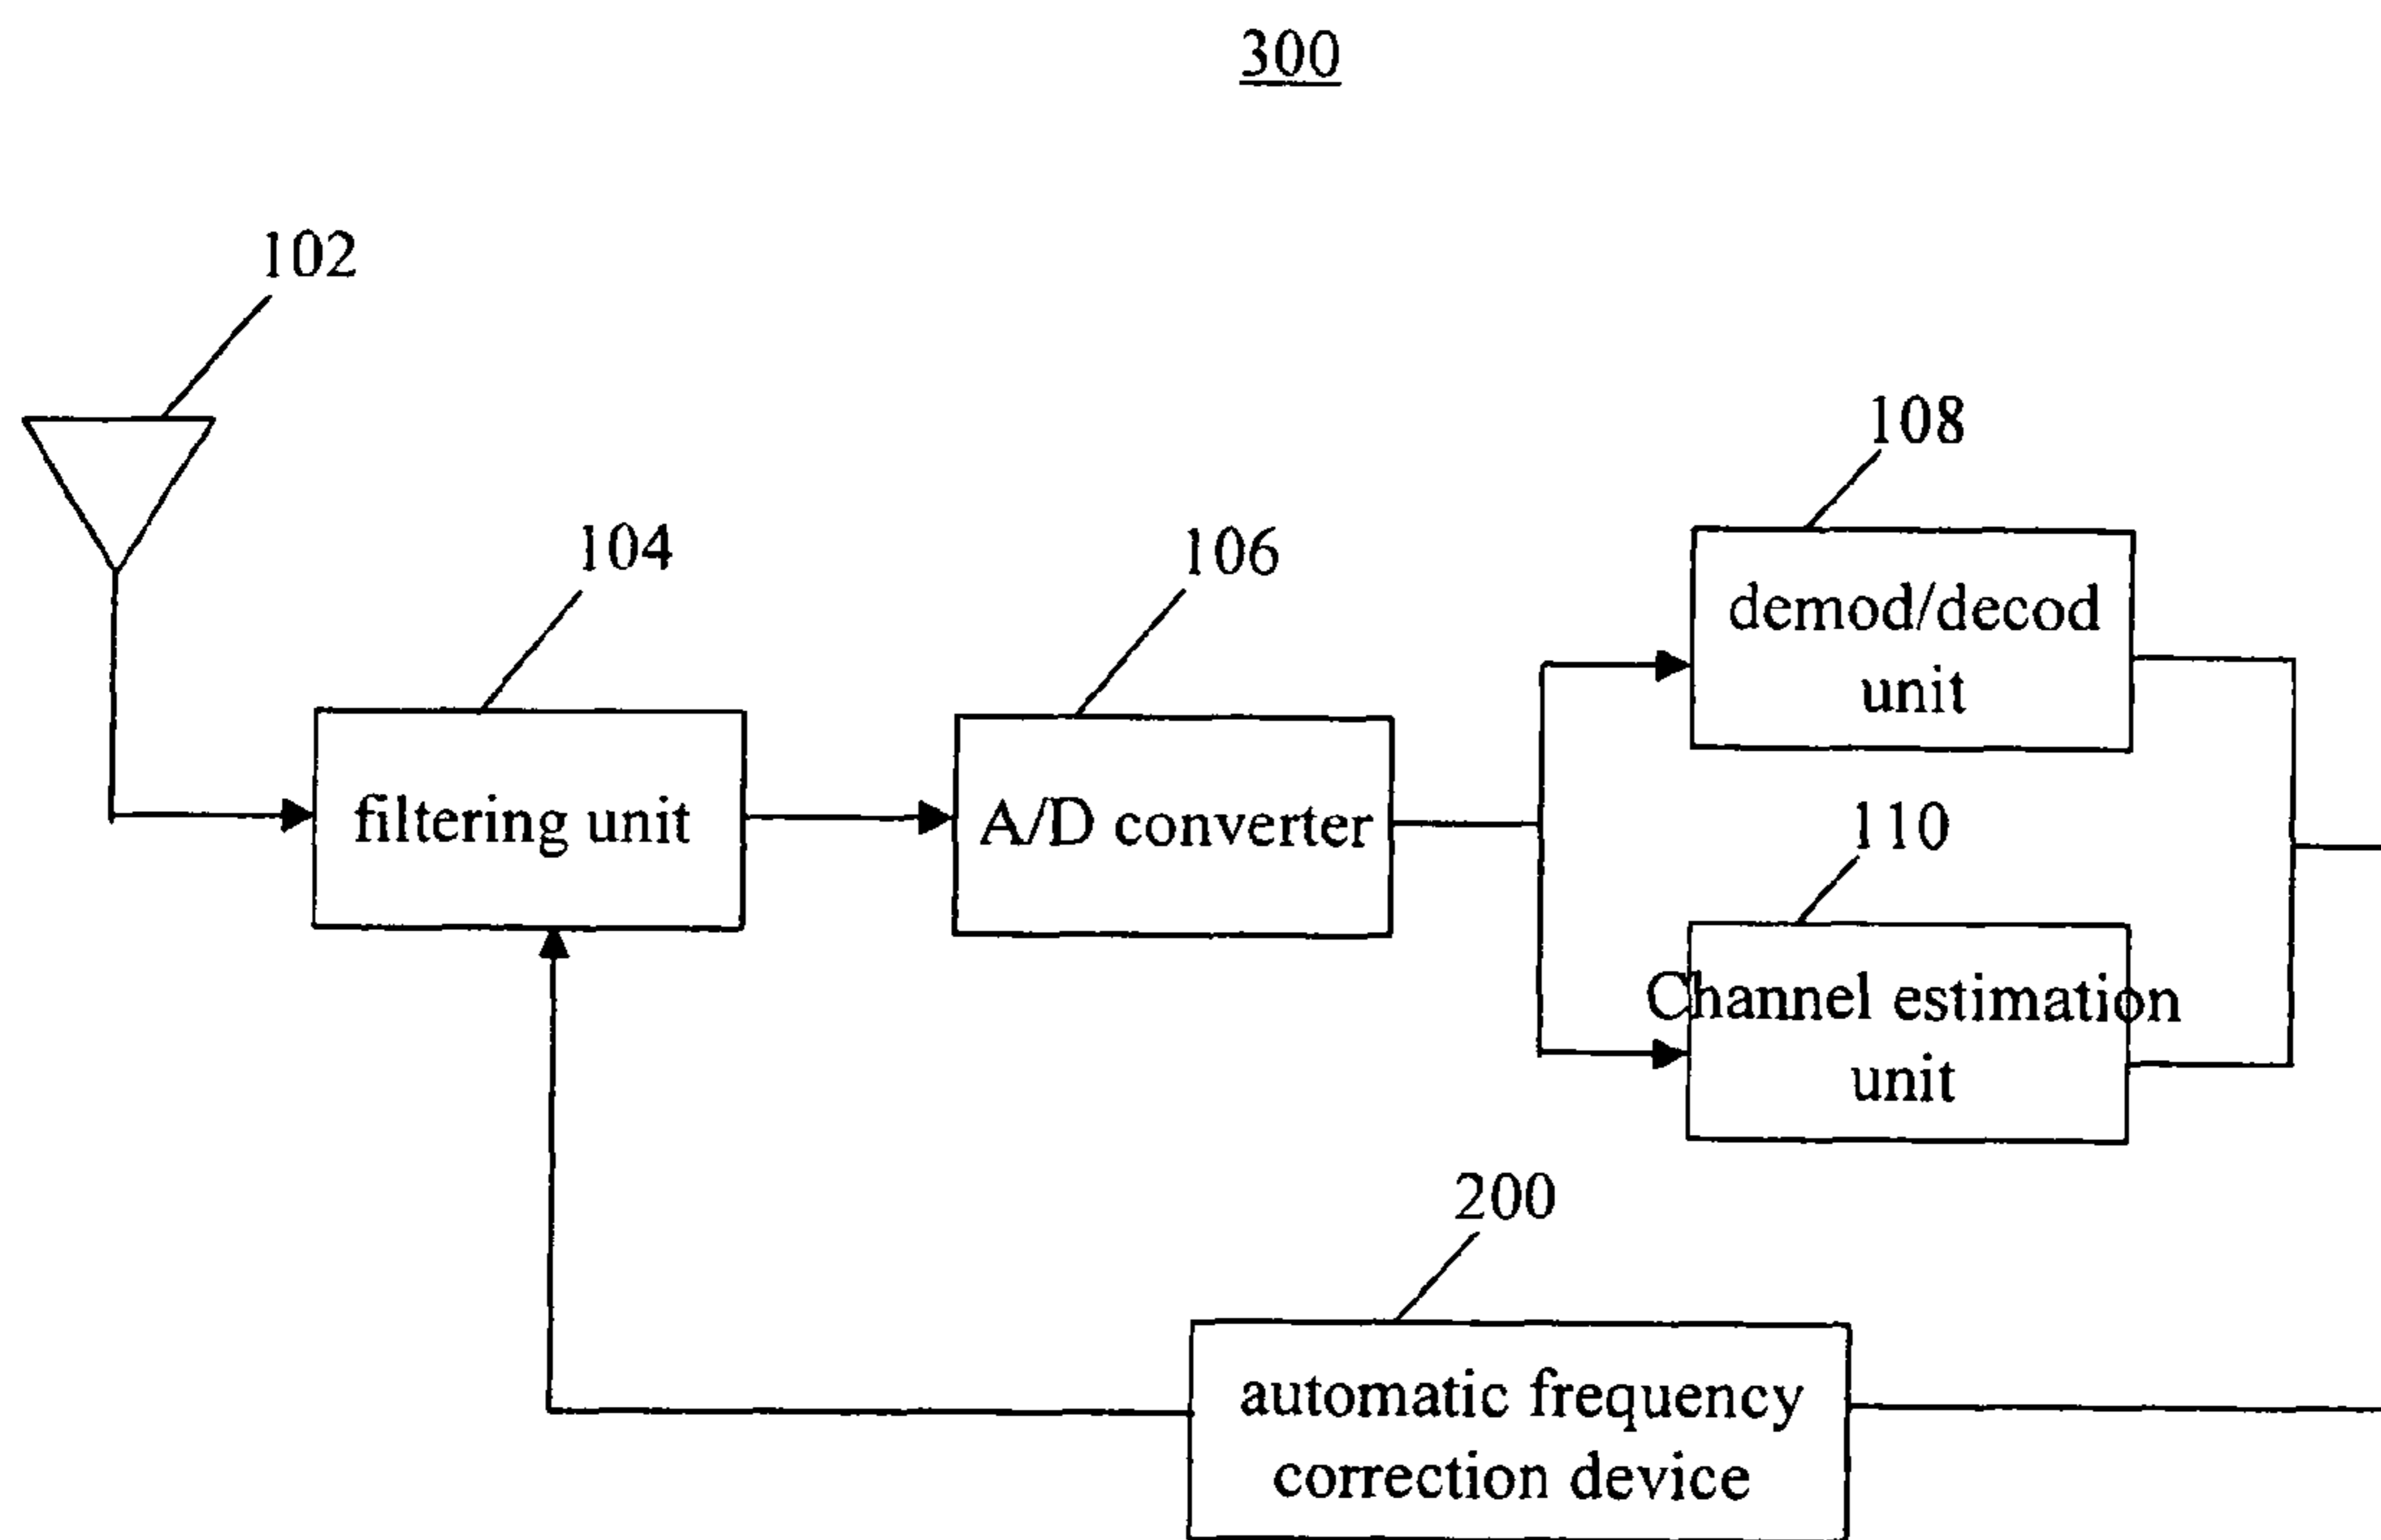 300
102
108
104
106
demod/decod
unit
filtering unit
A/D converter
110
Channel estimation
unit
200
automatic frequency
correction device